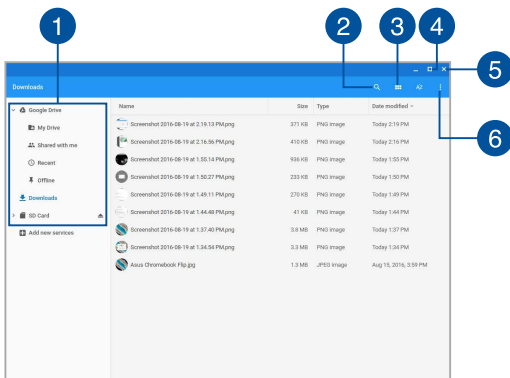 1
2
3
4
5
6
Downloads
AZ
Google Drive
My Drive
Shared with me
Recent
Offline
Downloads
SD Card
Add new services
Name Size Type Date modified
Screenshot 2016-08-19 at 2.19.13 PM.png 371 KB PNG image Today 2:19 PM
Screenshot 2016-08-19 at 2.16.56 PM.png 410 KB PNG image Today 2:16 PM
Screenshot 2016-08-19 at 1.55.14 PM.png 936 KB PNG image Today 1:55 PM
Screenshot 2016-08-19 at 1.50.27 PM.png 233 KB PNG image Today 1:50 PM
Screenshot 2016-08-19 at 1.49.11 PM.png 270 KB PNG image Today 1:49 PM
Screenshot 2016-08-19 at 1.44.48 PM.png 41 KB PNG image Today 1:44 PM
Screenshot 2016-08-19 at 1.37.40 PM.png 3.8 MB PNG image Today 1:37 PM
Screenshot 2016-08-19 at 1.34.54 PM.png 3.3 MB PNG image Today 1:34 PM
Asus Chromebook Flip.jpg 1.3 MB JPEG image Aug 15, 2016, 3:59 PM